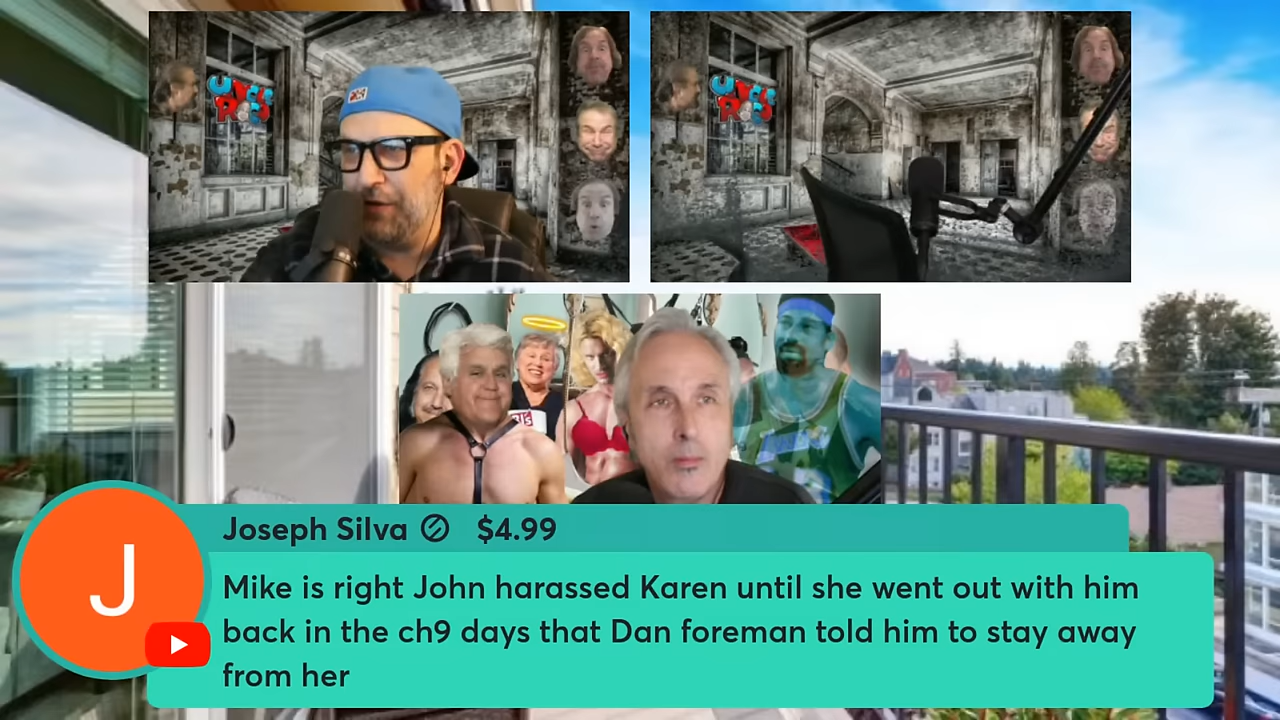 Joseph Silva $4.99
Mike is right John harassed Karen until she went out with him
back in the ch9 days that Dan foreman told him to stay away
from her
J